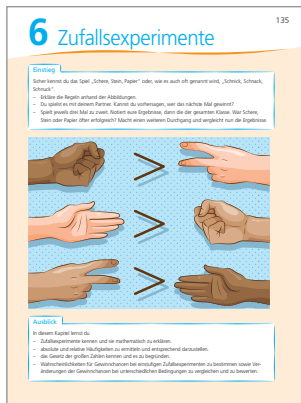 135
6 Zufallsexperimente
Einstieg
Sicher kennst du das Spiel „Schere, Stein, Papier" oder, wie es auch oft genannt wird, „Schnick, Schnack,
Schnuck".
– Erkläre die Regeln anhand der Abbildungen.
– Du spielst es mit deinem Partner. Kannst du vorhersagen, wer das nächste Mal gewinnt?
– Spielt jeweils drei Mal zu zweit. Notiert eure Ergebnisse, dann die der gesamten Klasse. War Schere,
Stein oder Papier öfter erfolgreich? Macht einen weiteren Durchgang und vergleicht nun die Ergebnisse.
Ausblick
In diesem Kapitel lernst du
– Zufallsexperimente kennen und sie mathematisch zu erklären.
– absolute und relative Häufigkeiten zu ermitteln und entsprechend darzustellen.
– das Gesetz der großen Zahlen kennen und es zu begründen.
– Wahrscheinlichkeiten für Gewinnchancen bei einstufigen Zufallsexperimenten zu bestimmen sowie Ver-
änderungen der Gewinnchancen bei unterschiedlichen Bedingungen zu vergleichen und zu bewerten.